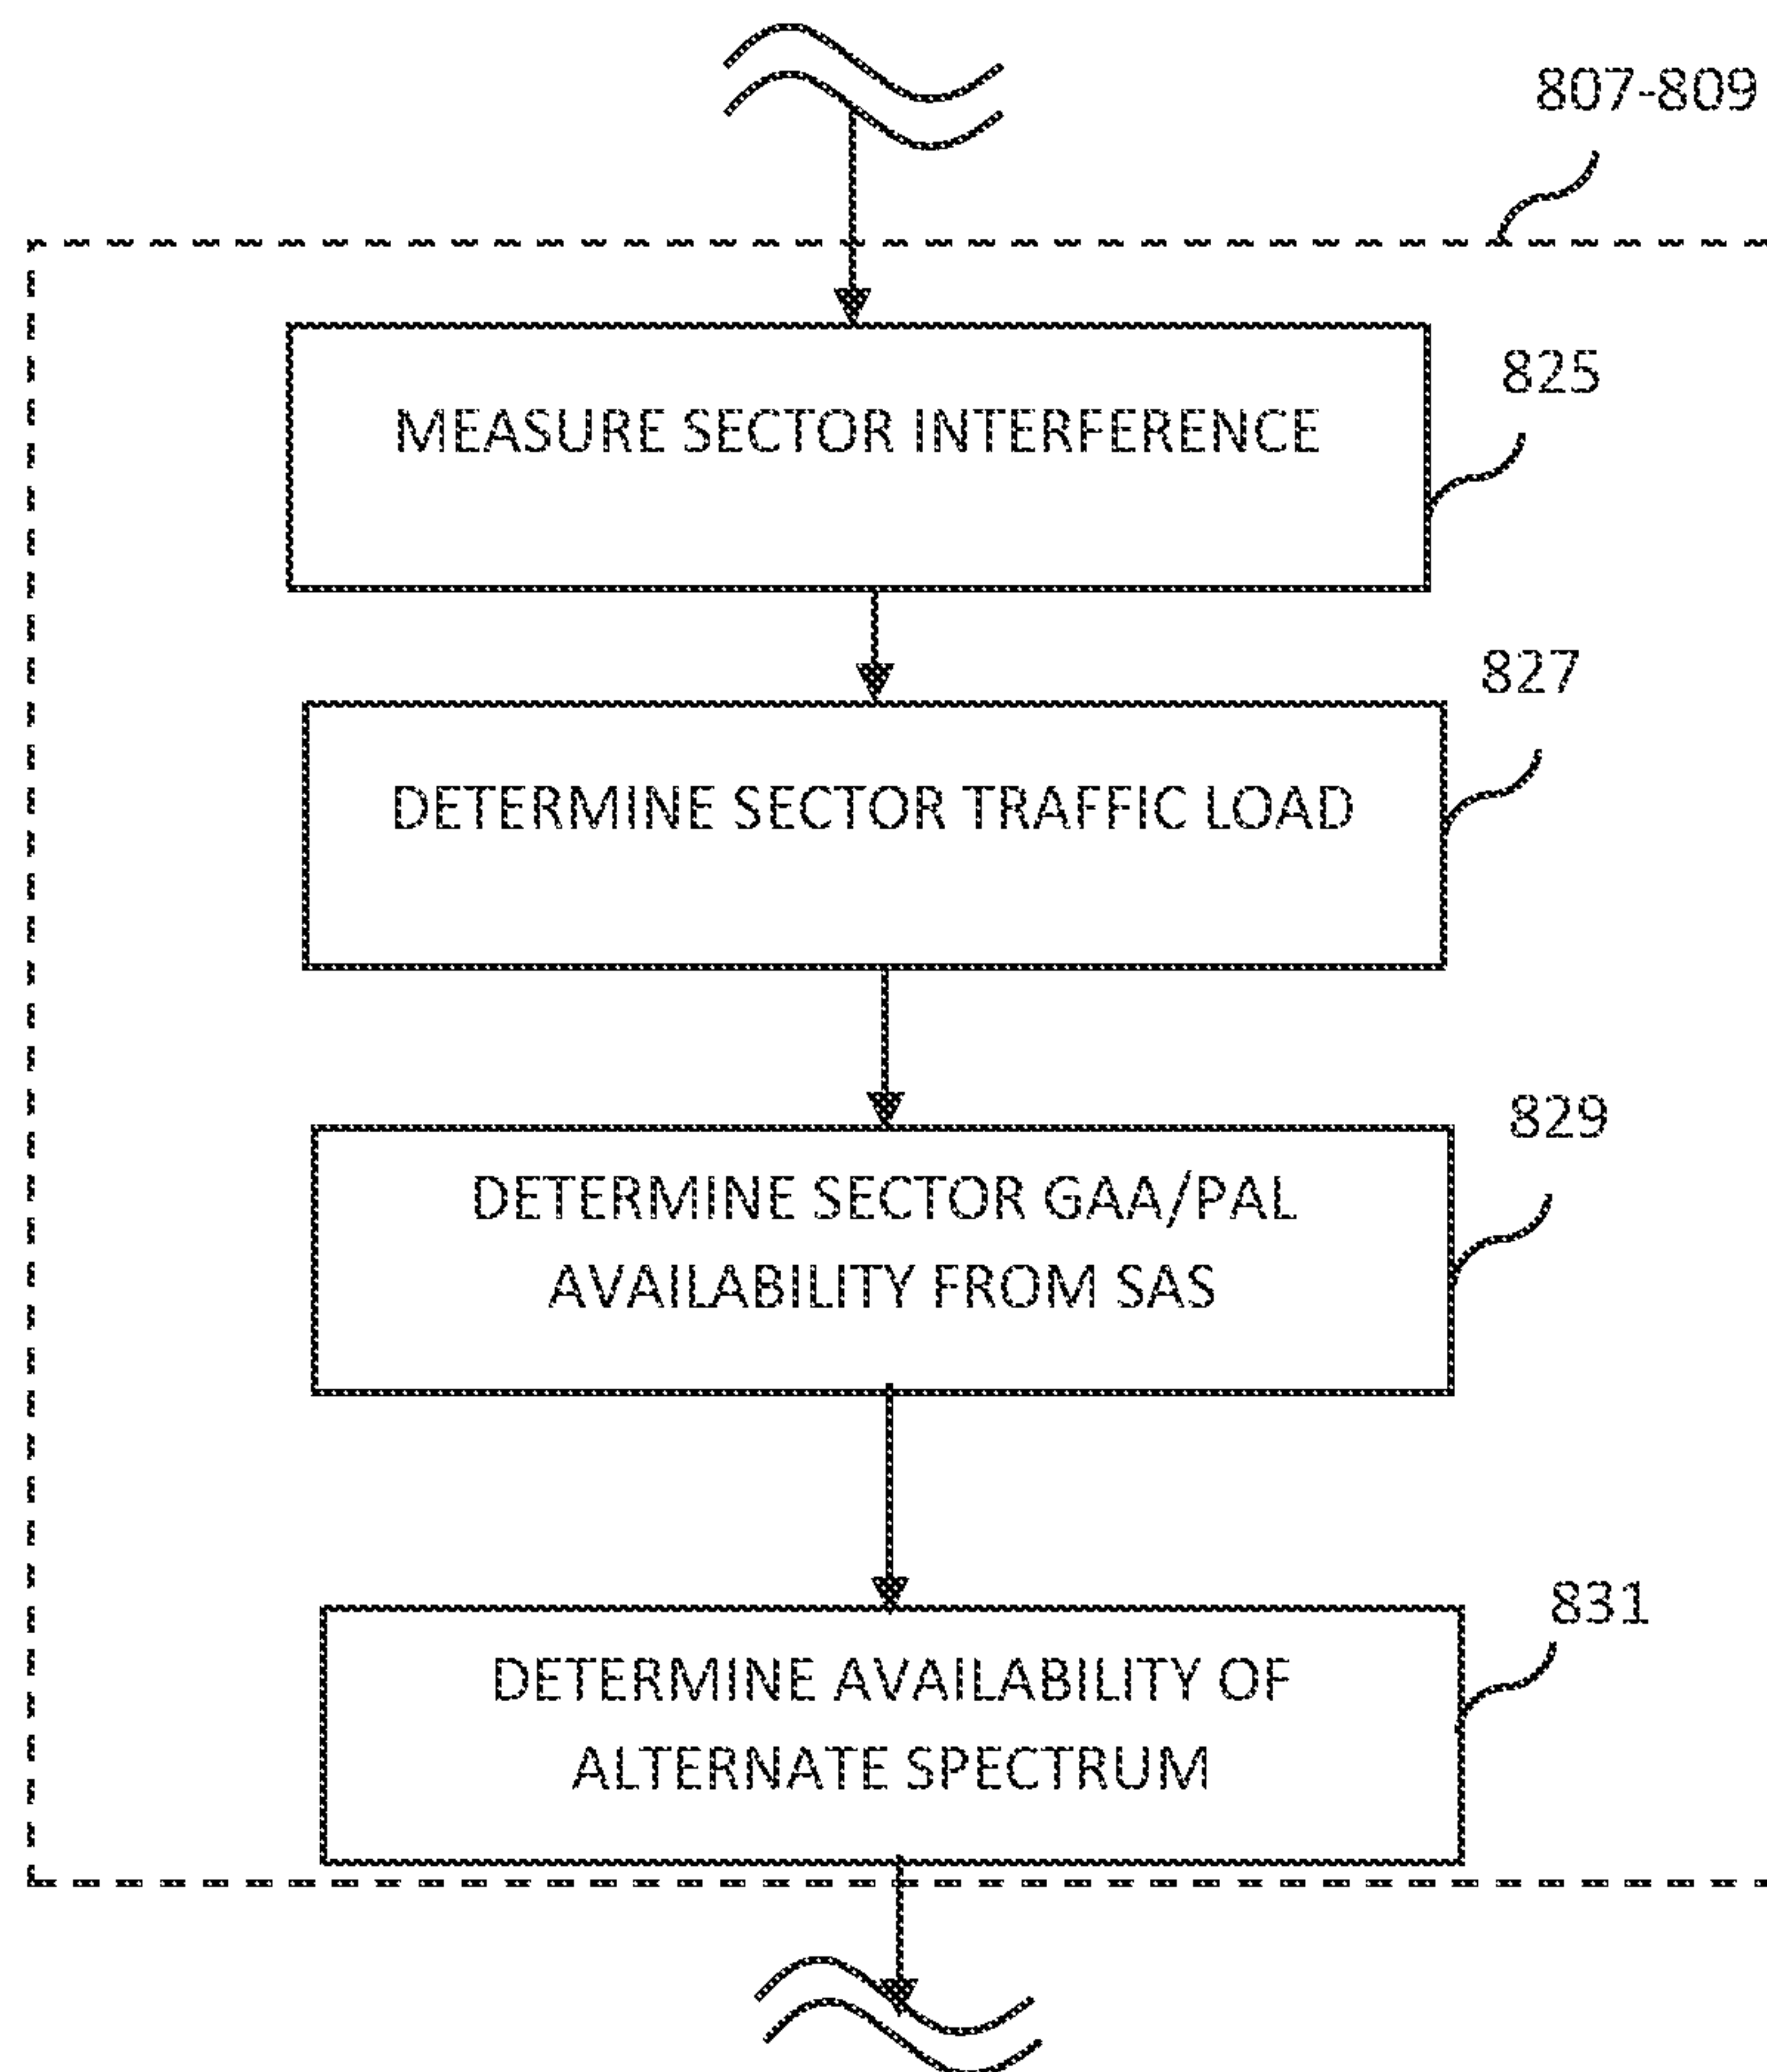 807-809
825
MEASURE SECTOR INTERFERENCE
827
DETERMINE SECTOR TRAFFIC LOAD
829
DETERMINE SECTOR GAA/PAL
AVAILABILITY FROM SAS
831
DETERMINE AVAILABILITY OF
ALTERNATE SPECTRUM